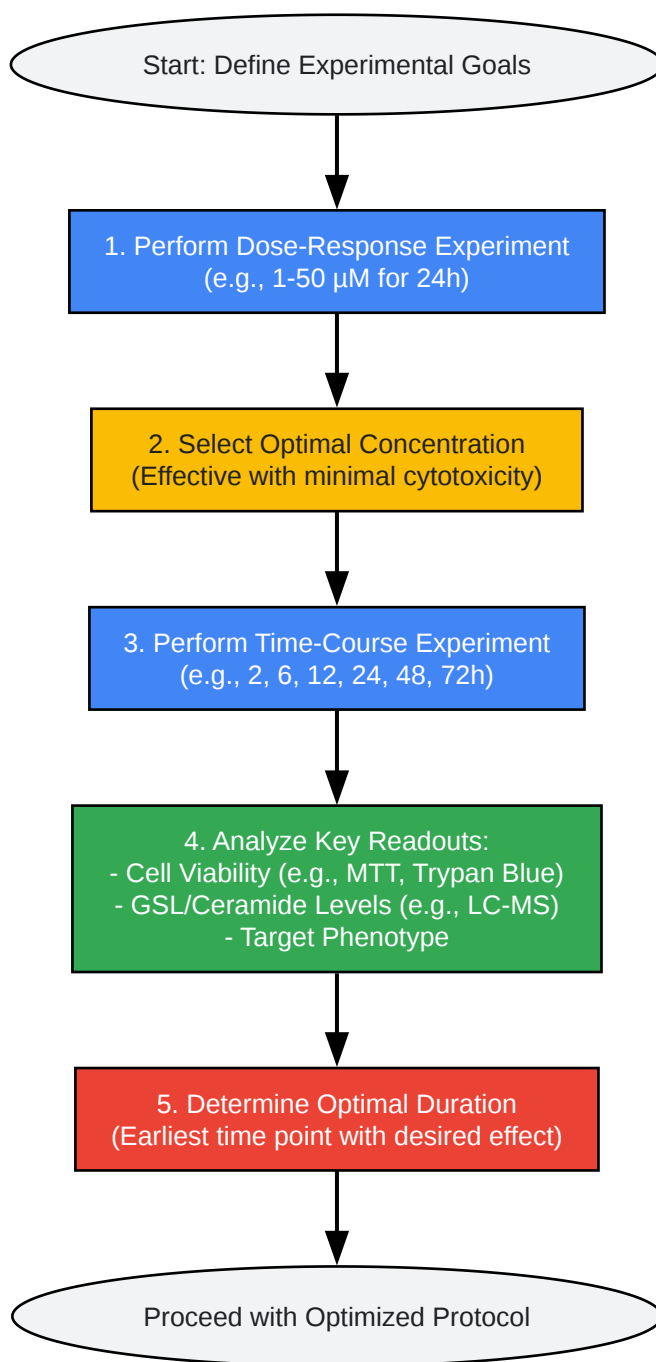 Start: Define Experimental Goals
1. Perform Dose-Response Experiment
(e.g., 1-50 µM for 24h)
2. Select Optimal Concentration
(Effective with minimal cytotoxicity)
3. Perform Time-Course Experiment
(e.g., 2, 6, 12, 24, 48, 72h)
4. Analyze Key Readouts:
- Cell Viability (e.g., MTT, Trypan Blue)
- GSL/Ceramide Levels (e.g., LC-MS)
- Target Phenotype
5. Determine Optimal Duration
(Earliest time point with desired effect)
Proceed with Optimized Protocol